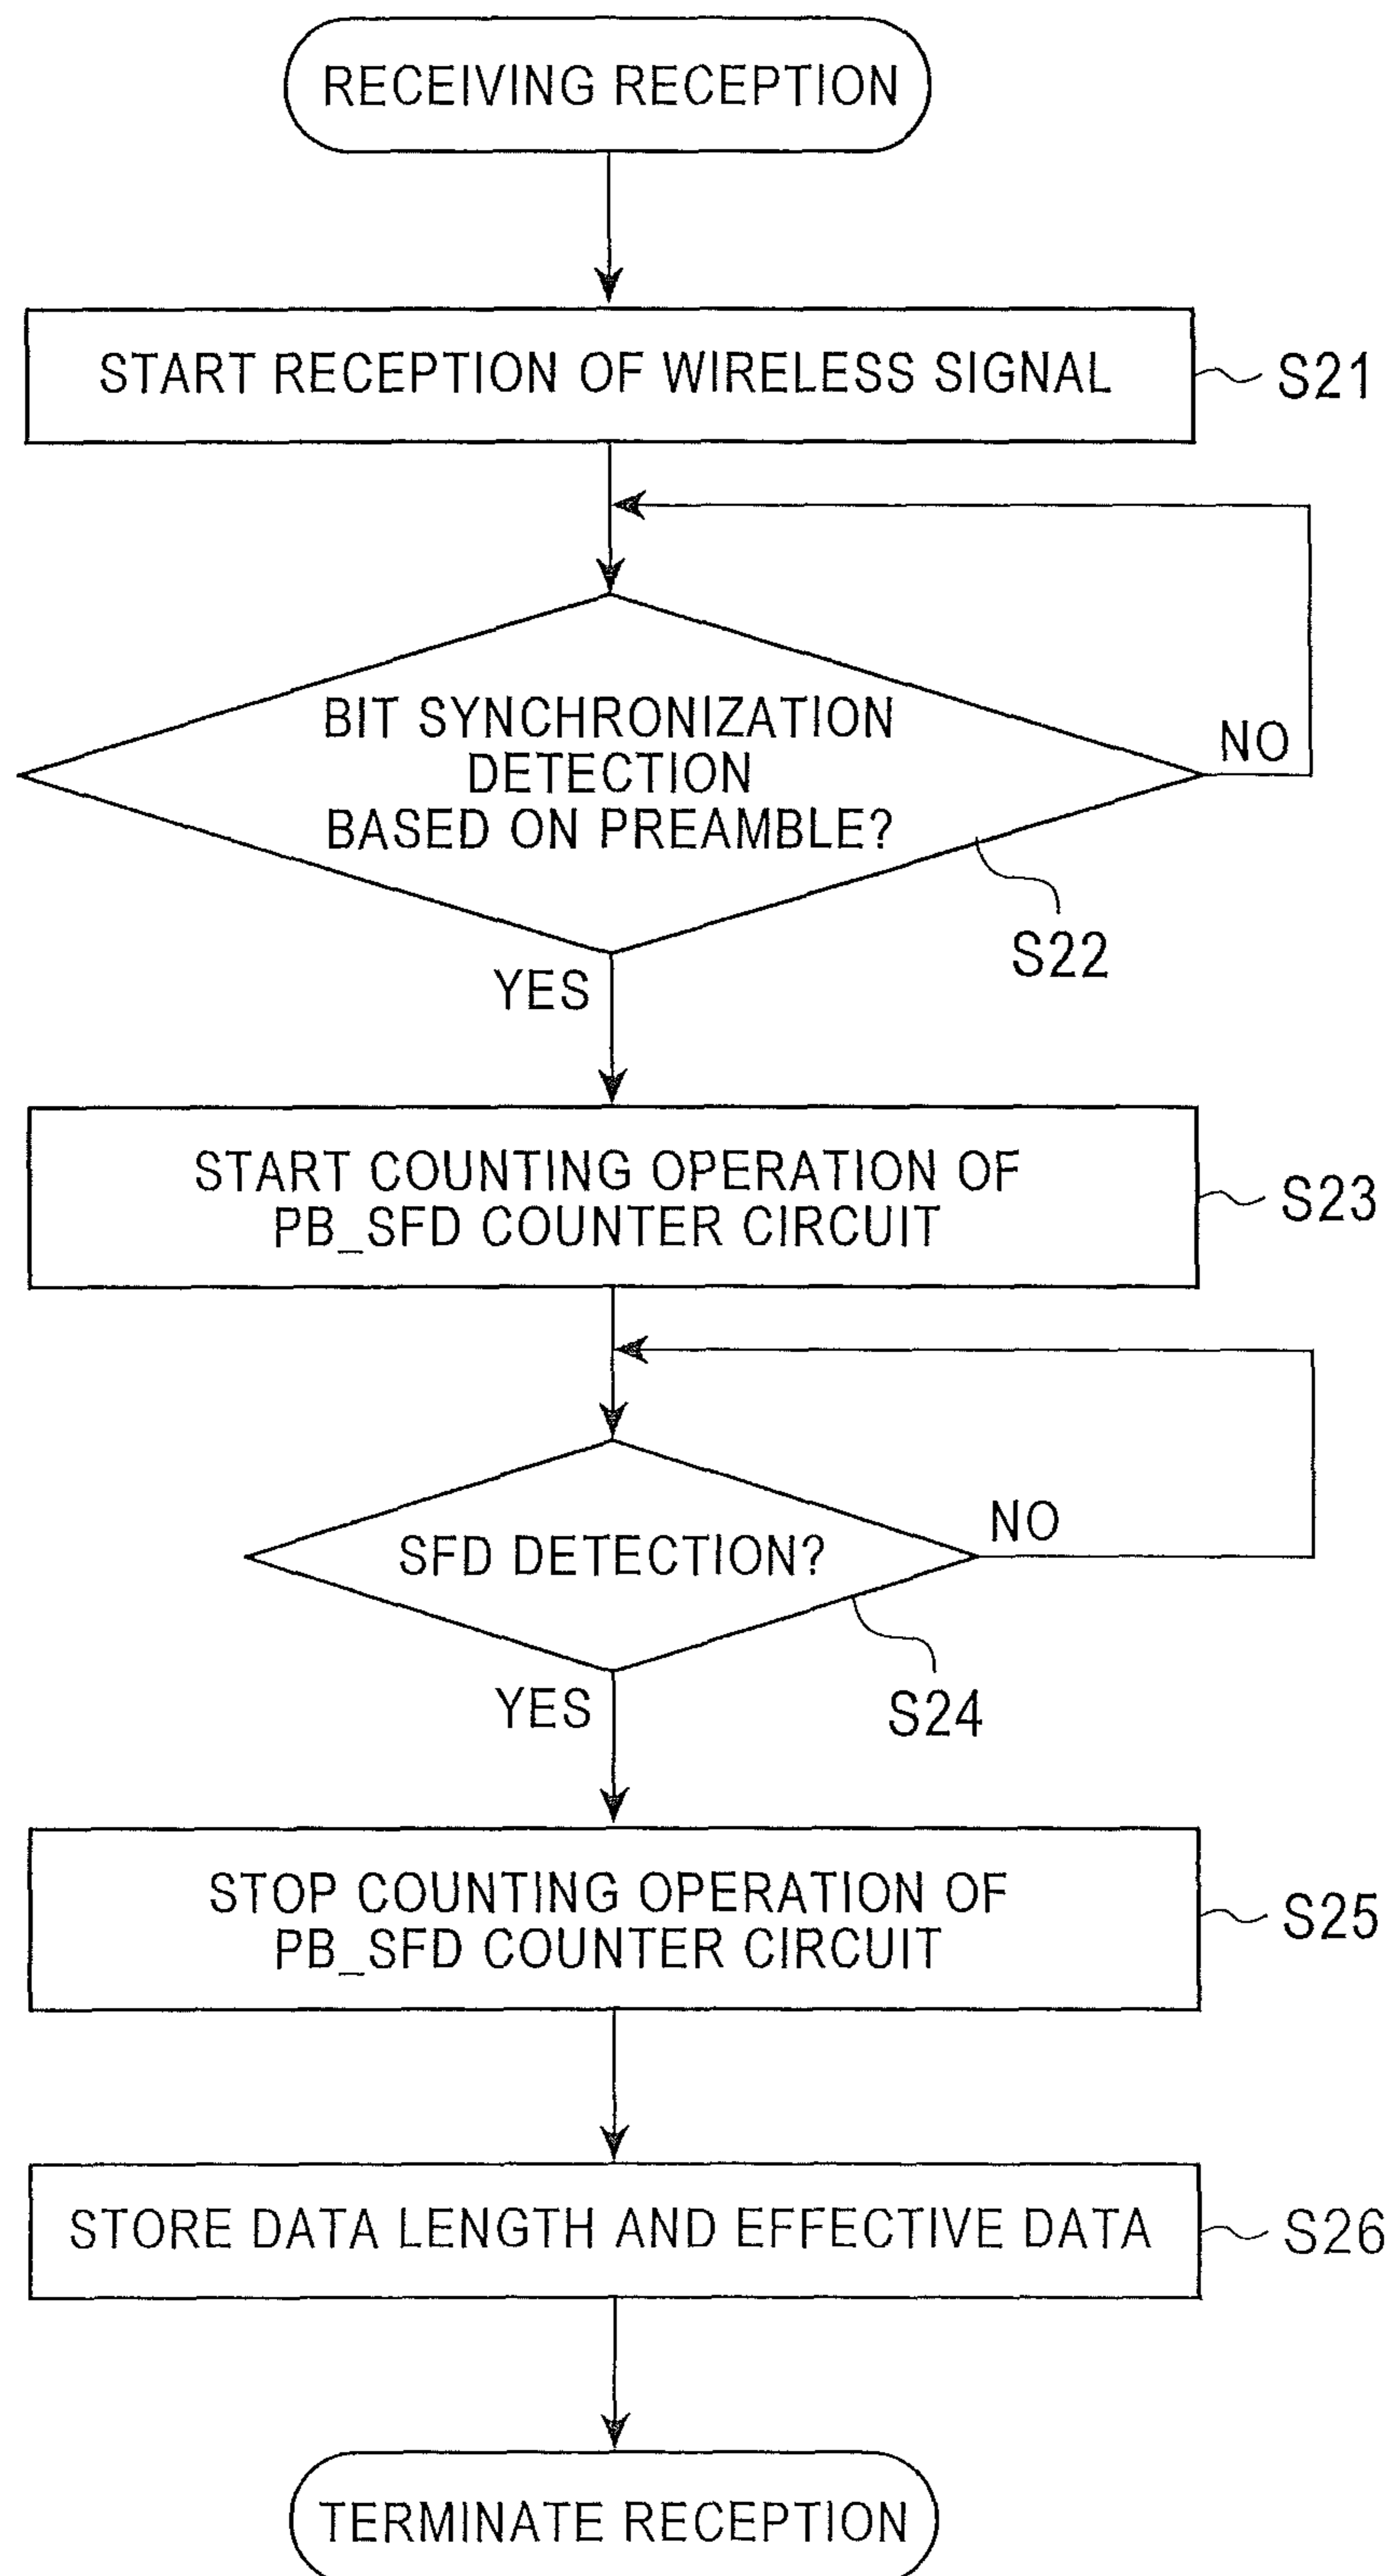 RECEIVING RECEPTION
START RECEPTION OF WIRELESS SIGNAL
S21
BIT SYNCHRONIZATION
DETECTION
BASED ON PREAMBLE?
NO
S22
YES
START COUNTING OPERATION OF
PB_SFD COUNTER CIRCUIT
S23
SFD DETECTION?
NO
S24
YES
STOP COUNTING OPERATION OF
PB_SFD COUNTER CIRCUIT
S25
STORE DATA LENGTH AND EFFECTIVE DATA
S26
TERMINATE RECEPTION